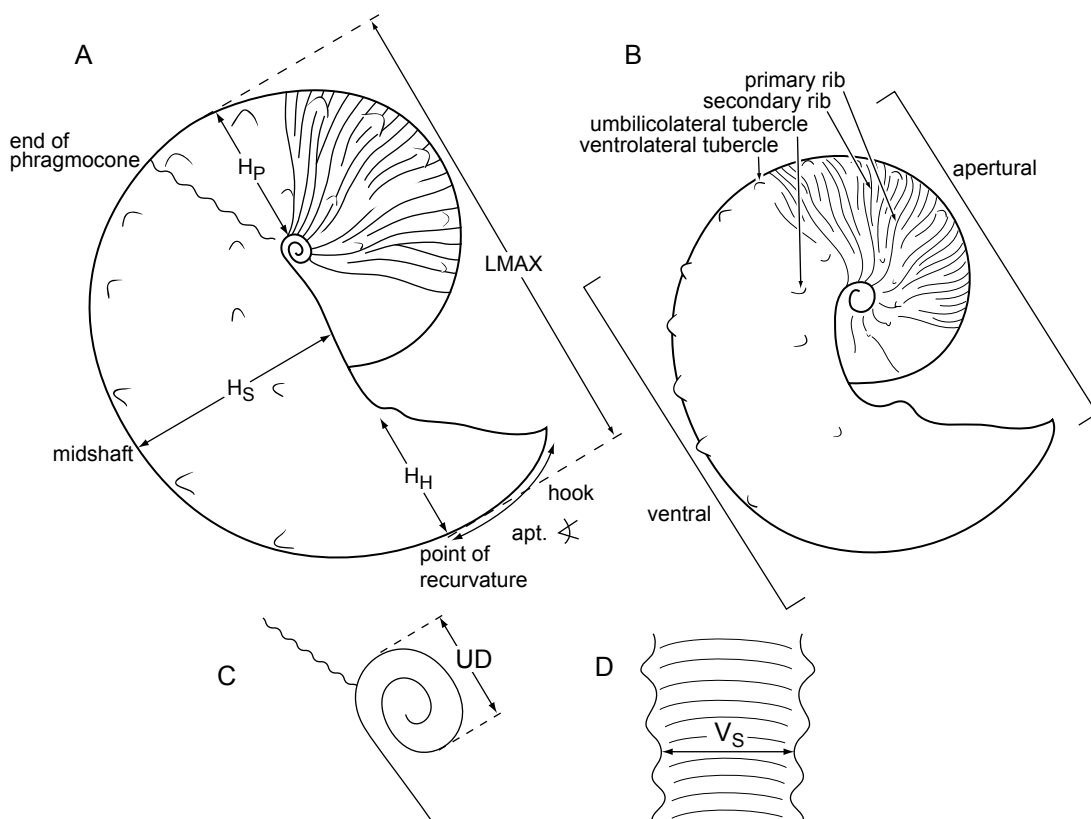 A
end of
phragmocone
HP
LMAX
HS
midshaft
HH
hook
apt.
point of
recurvature
B
primary rib
secondary rib
umbilicolateral tubercle
ventrolateral tubercle
apertural
ventral
C
UD
D
VS